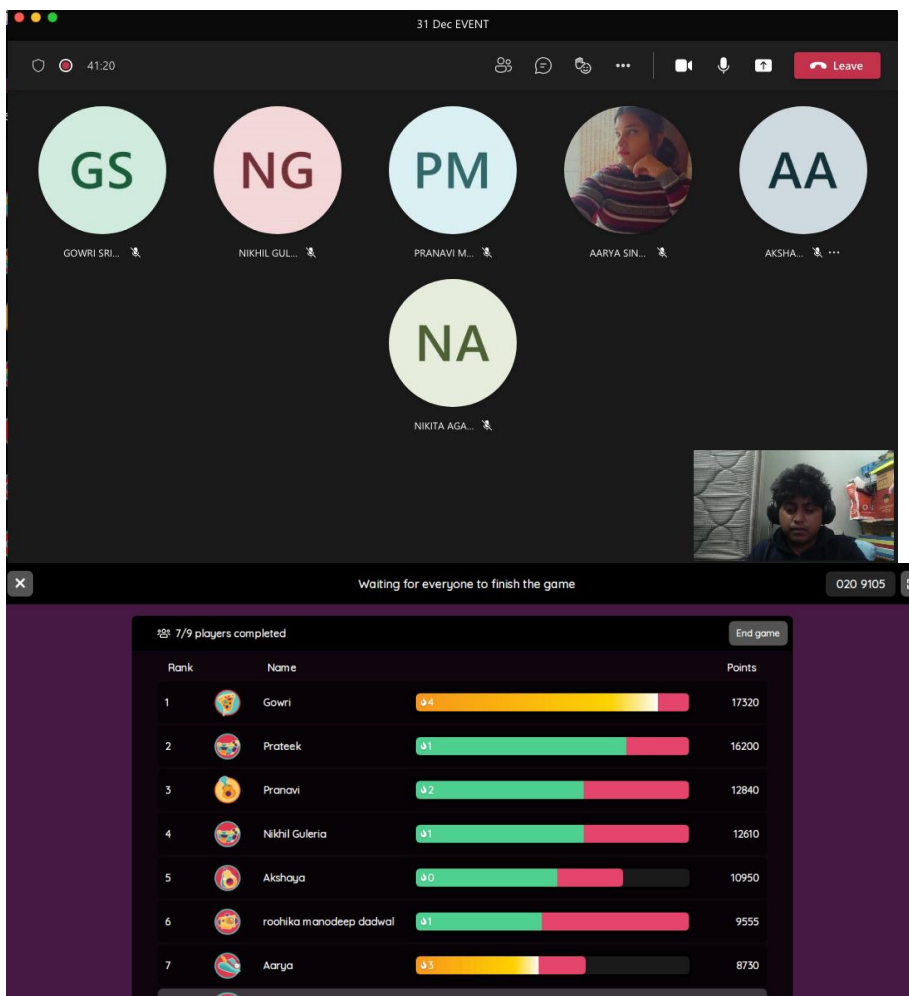 31 Dec EVENT
41:20
Leave
GS NG PM AA
GOWRI SRI... NIKHIL GUL... PRANAVI M... AARYA SIN... AKSHA...
NA
NIKITA AGA...
Waiting for everyone to finish the game 020 9105
7/9 players completed End game
Rank Name Points
1 Gowri 4 17320
2 Prateek 1 16200
3 Pranavi 2 12840
4 Nikhil Guleria 1 12610
5 Akshaya 0 10950
6 roohika manodeep dadwal 1 9555
7 Aarya 3 8730